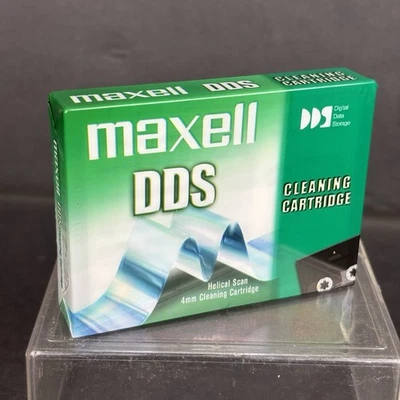 maxell DDS CLEANING CARTRIDGE
maxell
DDS
DDS Digital
Data
Storage
CLEANING
CARTRIDGE
Helical Scan
4mm Cleaning Cartridge